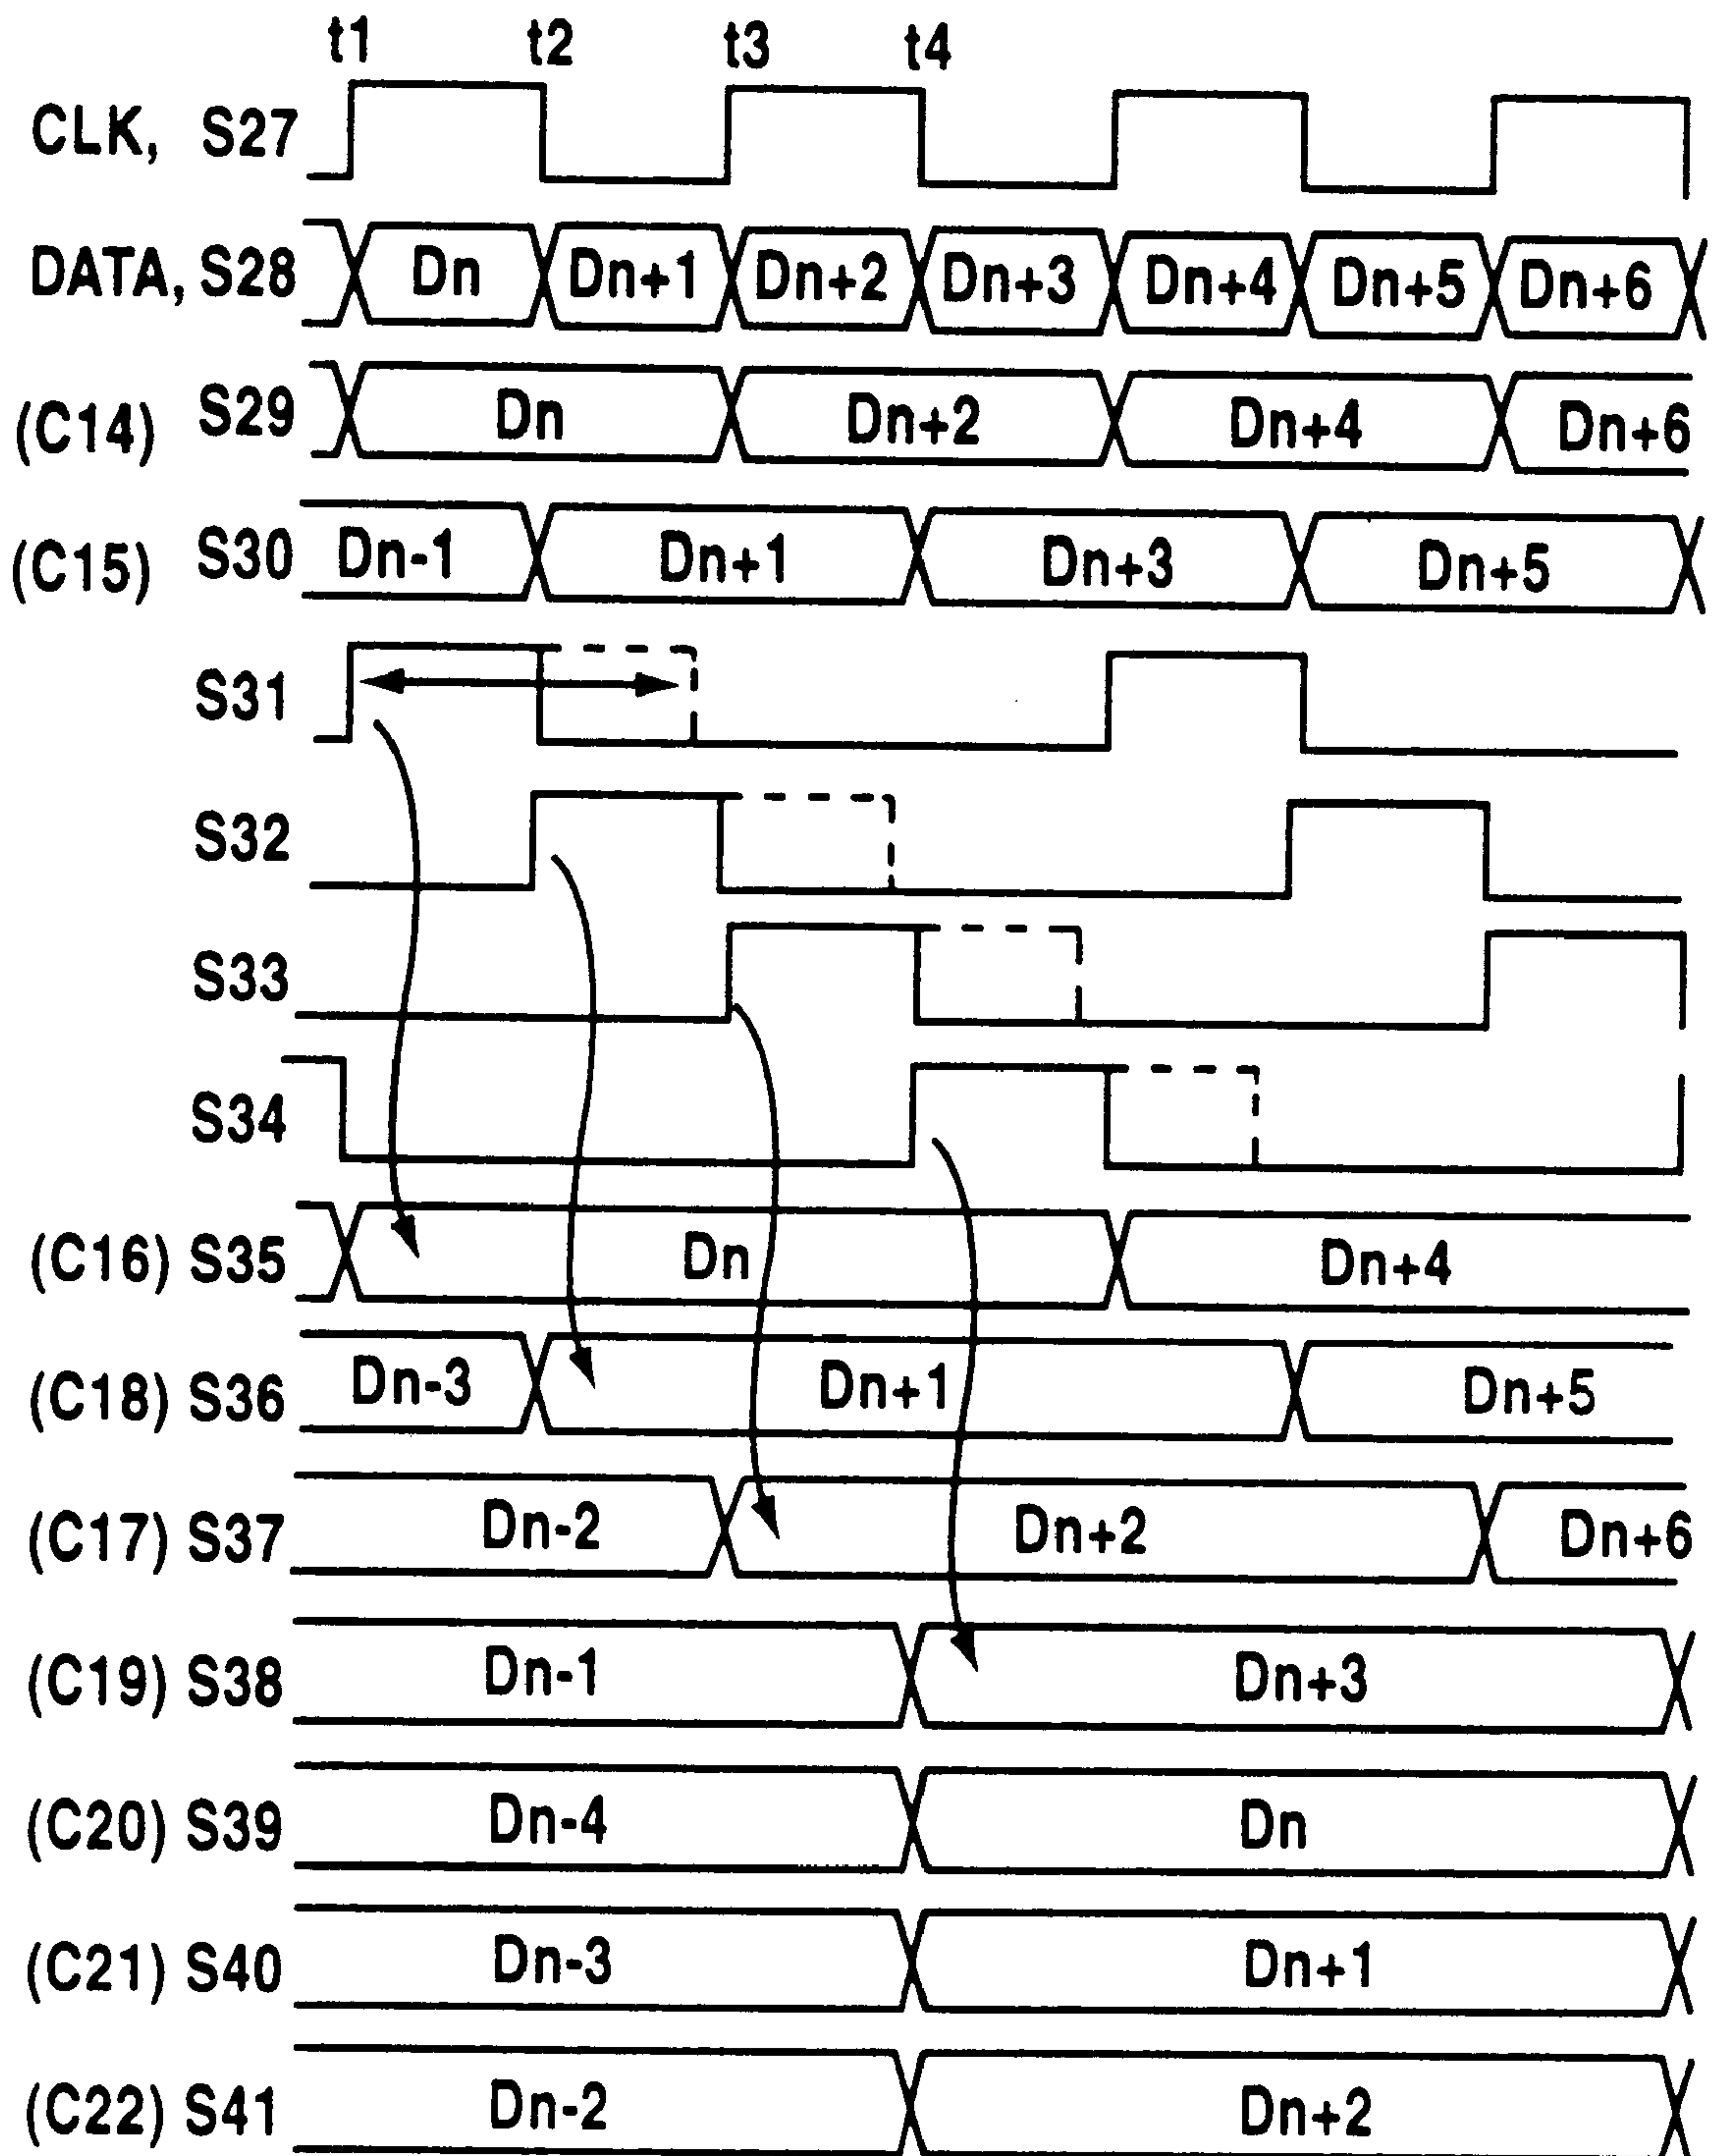 t1 t2 t3 t4
CLK, S27
DATA, S28 Dn Dn+1 Dn+2 Dn+3 Dn+4 Dn+5 Dn+6
(C14) S29 Dn Dn+2 Dn+4 Dn+6
(C15) S30 Dn-1 Dn+1 Dn+3 Dn+5
S31
S32
S33
S34
(C16) S35 Dn Dn+4
(C18) S36 Dn-3 Dn+1 Dn+5
(C17) S37 Dn-2 Dn+2 Dn+6
(C19) S38 Dn-1 Dn+3
(C20) S39 Dn-4 Dn
(C21) S40 Dn-3 Dn+1
(C22) S41 Dn-2 Dn+2